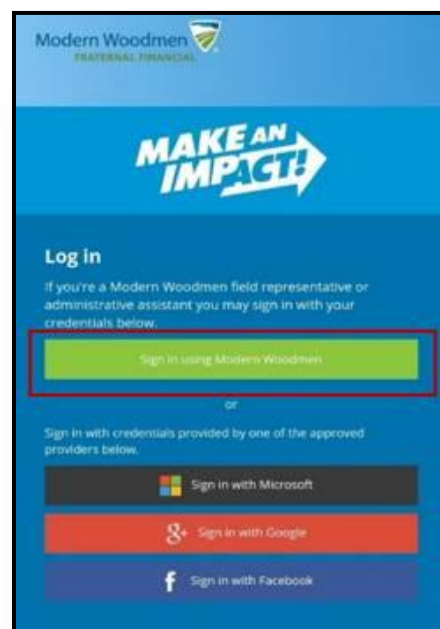 Modern Woodmen
FRATERNAL FINANCIAL
MAKE AN
IMPACT!
Log in
If you're a Modern Woodmen field representative or
administrative assistant you may sign in with your
credentials below.
Sign in using Modern Woodmen
or
Sign in with credentials provided by one of the approved
providers below.
Sign in with Microsoft
g+ Sign in with Google
f Sign in with Facebook